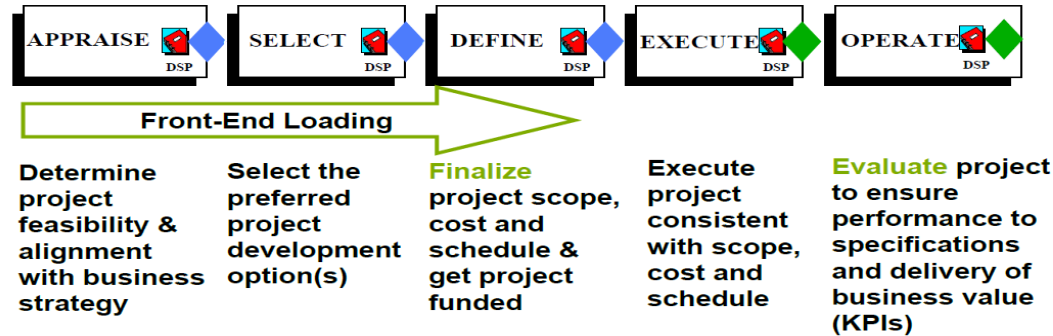 APPRAISE
DSP
SELECT
DSP
DEFINE
DSP
EXECUTE
DSP
OPERATE
DSP
Front-End Loading
Determine
project
feasibility &
alignment
with business
strategy
Select the
preferred
project
development
option(s)
Finalize
project scope,
cost and
schedule &
get project
funded
Execute
project
consistent
with scope,
cost and
schedule
Evaluate project
to ensure
performance to
specifications
and delivery of
business value
(KPIs)